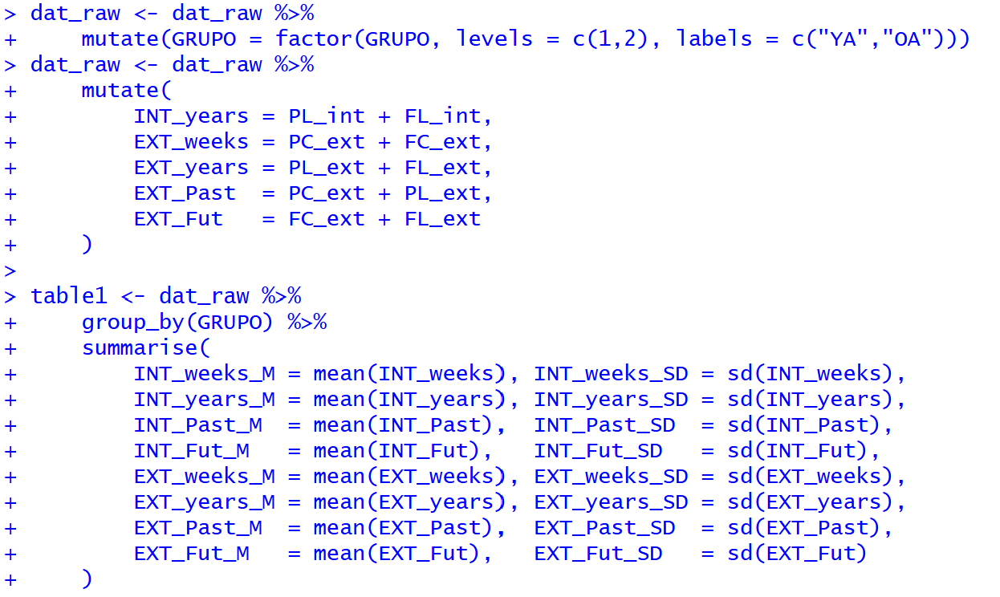 > dat_raw <- dat_raw %>%
+     mutate(GRUPO = factor(GRUPO, levels = c(1,2), labels = c("YA","OA")))
> dat_raw <- dat_raw %>%
+     mutate(
+         INT_years = PL_int + FL_int,
+         EXT_weeks = PC_ext + FC_ext,
+         EXT_years = PL_ext + FL_ext,
+         EXT_Past  = PC_ext + PL_ext,
+         EXT_Fut   = FC_ext + FL_ext
+     )
>
> table1 <- dat_raw %>%
+     group_by(GRUPO) %>%
+     summarise(
+         INT_weeks_M = mean(INT_weeks), INT_weeks_SD = sd(INT_weeks),
+         INT_years_M = mean(INT_years), INT_years_SD = sd(INT_years),
+         INT_Past_M  = mean(INT_Past),  INT_Past_SD  = sd(INT_Past),
+         INT_Fut_M   = mean(INT_Fut),   INT_Fut_SD   = sd(INT_Fut),
+         EXT_weeks_M = mean(EXT_weeks), EXT_weeks_SD = sd(EXT_weeks),
+         EXT_years_M = mean(EXT_years), EXT_years_SD = sd(EXT_years),
+         EXT_Past_M  = mean(EXT_Past),  EXT_Past_SD  = sd(EXT_Past),
+         EXT_Fut_M   = mean(EXT_Fut),   EXT_Fut_SD   = sd(EXT_Fut)
+     )